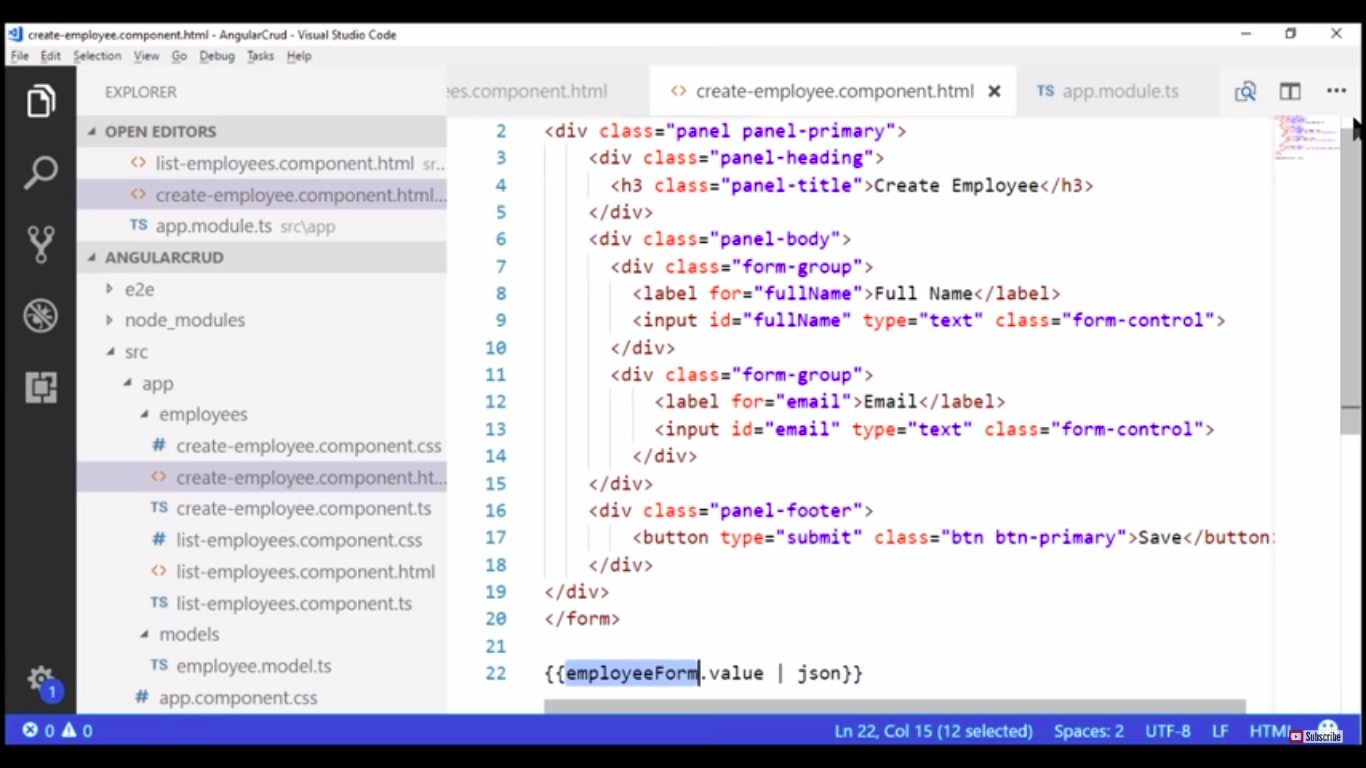 create-employee.component.html - AngularCrud - Visual Studio Code
File Edit Selection View Go Debug Tasks Help
EXPLORER
OPEN EDITORS
<> list-employees.component.html sr...
<> create-employee.component.html...
TS app.module.ts src\app
ANGULARCRUD
e2e
node_modules
src
app
employees
# create-employee.component.css
<> create-employee.component.ht...
TS create-employee.component.ts
# list-employees.component.css
<> list-employees.component.html
TS list-employees.component.ts
models
TS employee.model.ts
# app.component.css
1
ees.component.html <> create-employee.component.html TS app.module.ts
2 <div class="panel panel-primary">
3 <div class="panel-heading">
4 <h3 class="panel-title">Create Employee</h3>
5 </div>
6 <div class="panel-body">
7 <div class="form-group">
8 <label for="fullName">Full Name</label>
9 <input id="fullName" type="text" class="form-control">
10 </div>
11 <div class="form-group">
12 <label for="email">Email</label>
13 <input id="email" type="text" class="form-control">
14 </div>
15 </div>
16 <div class="panel-footer">
17 <button type="submit" class="btn btn-primary">Save</button>
18 </div>
19 </div>
20 </form>
21
22 {{employeeForm.value | json}}
0 0 Ln 22, Col 15 (12 selected) Spaces: 2 UTF-8 LF HTML
Subscribe